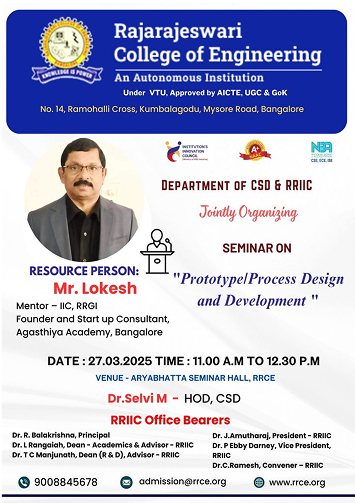 Rajarajeswari
College of Engineering
An Autonomous Institution
Under VTU, Approved by AICTE, UGC & GoK
No. 14, Ramohalli Cross, Kumbalagodu, Mysore Road, Bangalore
KNOWLEDGE IS POWER
INSTITUTION'S
INNOVATION
COUNCIL
A+
NAAC
NBA
CSE, ECE, ISE
DEPARTMENT OF CSD & RRIIC
Jointly Organizing
SEMINAR ON
"Prototype/Process Design
and Development "
RESOURCE PERSON:
Mr. Lokesh
Mentor – IIC, RRGI
Founder and Start up Consultant,
Agasthiya Academy, Bangalore
DATE : 27.03.2025 TIME : 11.00 A.M TO 12.30 P.M
VENUE - ARYABHATTA SEMINAR HALL, RRCE
Dr.Selvi M - HOD, CSD
RRIIC Office Bearers
Dr. R. Balakrishna, Principal
Dr. L Rangaiah, Dean - Academics & Advisor - RRIIC
Dr. T C Manjunath, Dean (R & D), Advisor - RRIIC
Dr.J.Amutharaj, President - RRIIC
Dr.P Ebby Darney, Vice President,
RRIIC
Dr.C.Ramesh, Convener – RRIIC
9008845678
admission@rrce.org
www.rrce.org